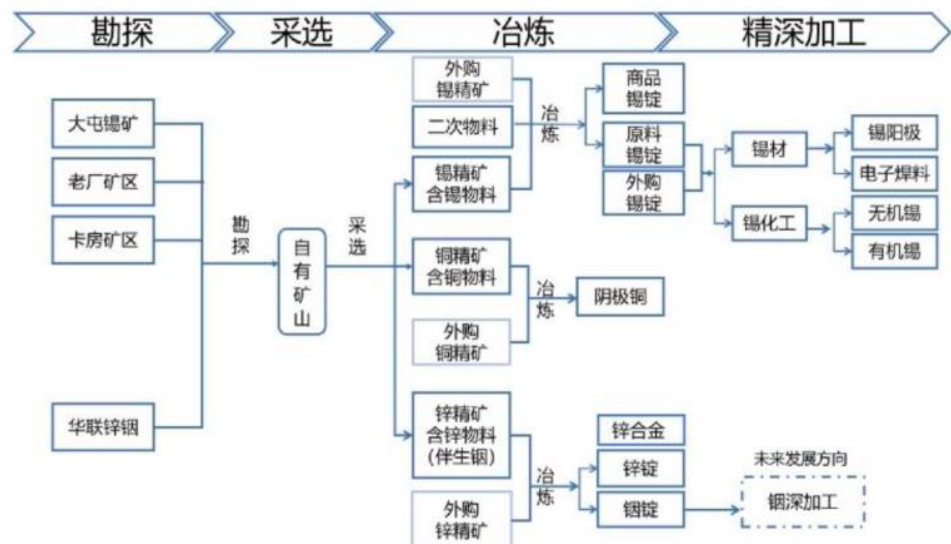 勘探
采选
冶炼
精深加工
大屯锡矿
老厂矿区
卡房矿区
华联锌铟
勘
探
自
有
矿
山
采
选
外购
锡精矿
二次物料
锡精矿
含锡物料
冶
炼
商品
锡锭
原料
锡锭
外购
锡锭
锡材
锡阳极
电子焊料
锡化工
无机锡
有机锡
铜精矿
含铜物料
外购
铜精矿
冶
炼
阴极铜
锌精矿
含锌物料
(伴生铟)
外购
锌精矿
冶
炼
锌合金
锌锭
铟锭
未来发展方向
铟深加工